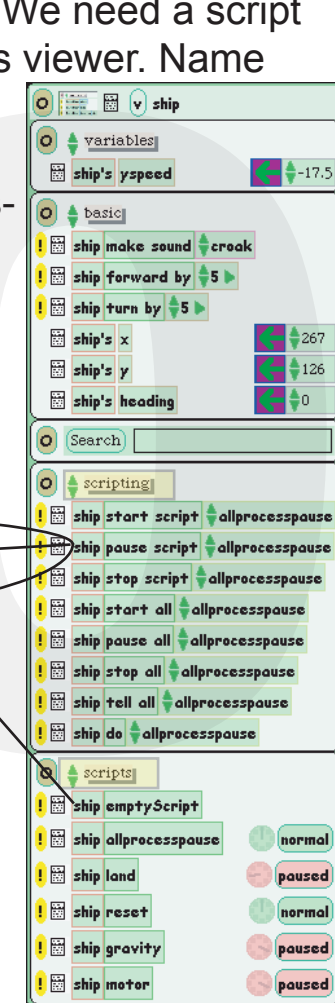 We need a script
s viewer. Name
v ship
variables
ship's yspeed -17.5
basic
! ship make sound croak
! ship forward by 5
! ship turn by 5
ship's x 267
ship's y 126
ship's heading 0
Search
scripting
! ship start script allprocesspause
! ship pause script allprocesspause
! ship stop script allprocesspause
! ship start all allprocesspause
! ship pause all allprocesspause
! ship stop all allprocesspause
! ship tell all allprocesspause
! ship do allprocesspause
scripts
! ship emptyScript
! ship allprocesspause normal
! ship land paused
! ship reset normal
! ship gravity paused
! ship motor paused